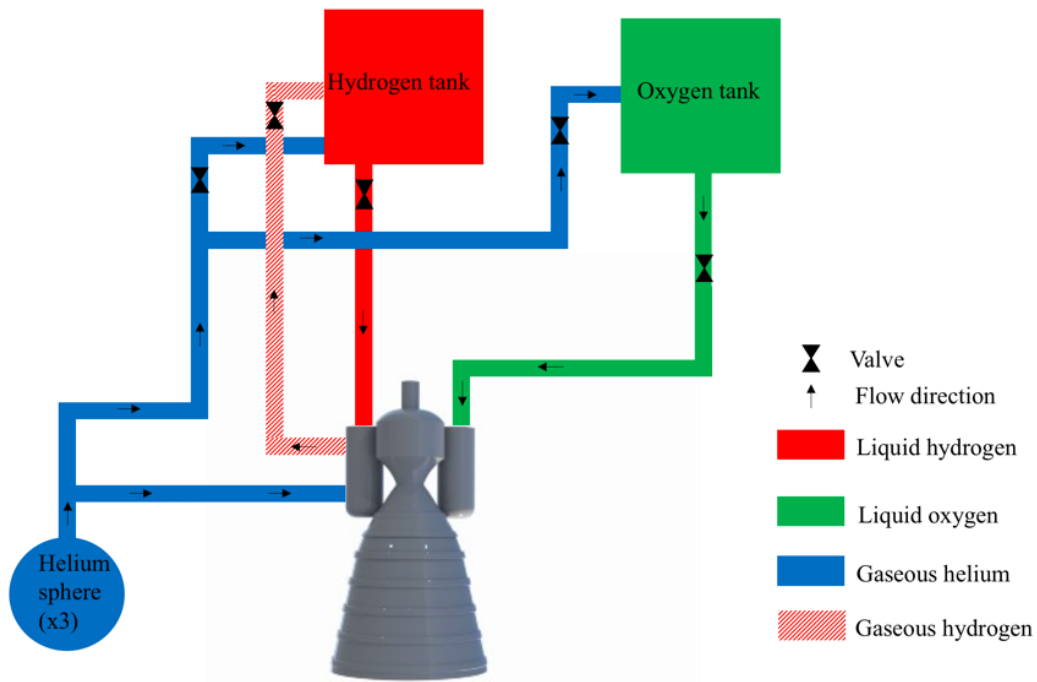 Hydrogen tank
Oxygen tank
Valve
Flow direction
Liquid hydrogen
Liquid oxygen
Gaseous helium
Gaseous hydrogen
Helium
sphere
(x3)